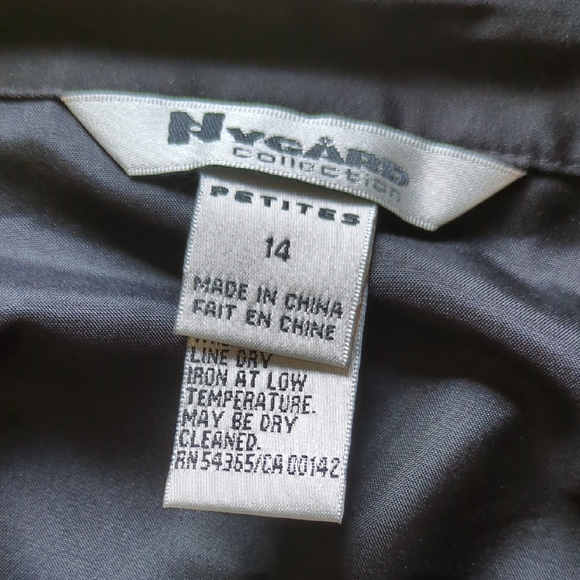 NYGÅRD
collection
PETITES
14
MADE IN CHINA
FAIT EN CHINE
LINE DRY
IRON AT LOW
TEMPERATURE.
MAY BE DRY
CLEANED.
RN 54365/CA 00142